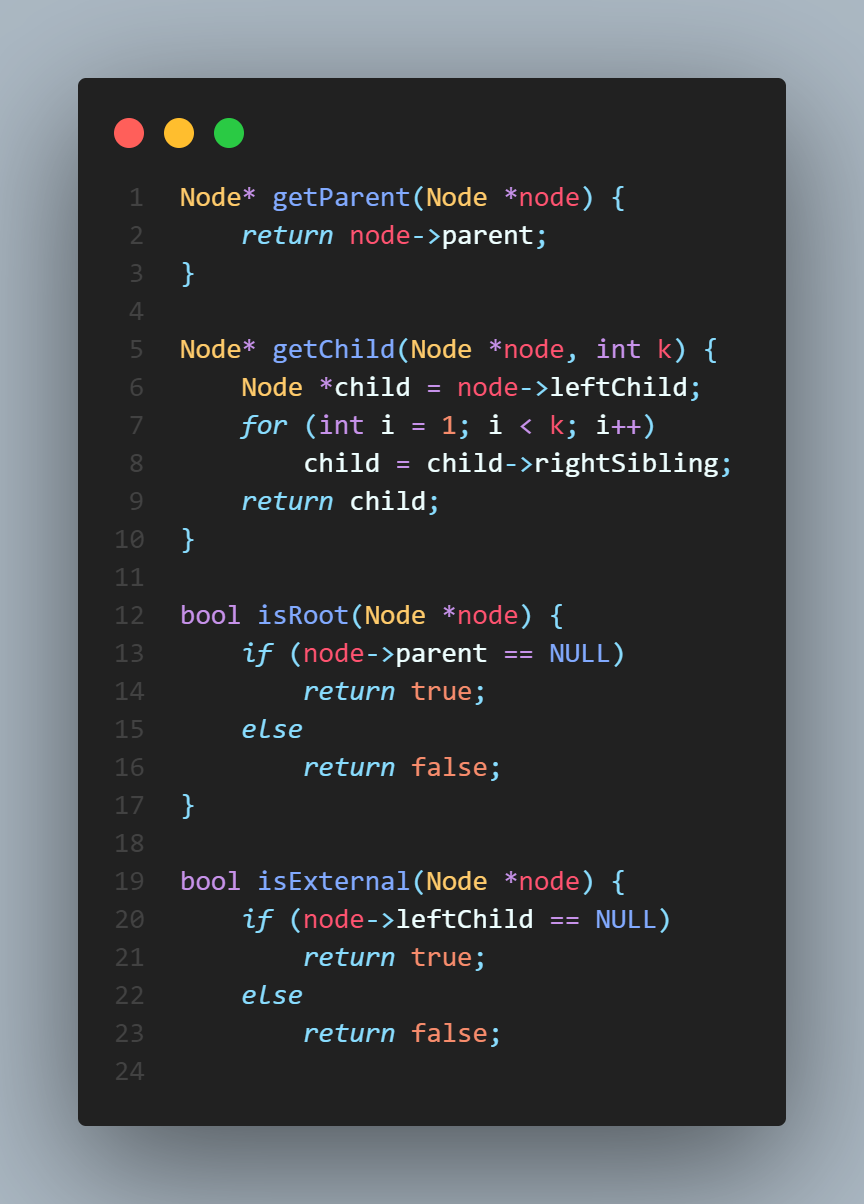 1 Node* getParent(Node *node) {
2     return node->parent;
3 }
4
5 Node* getChild(Node *node, int k) {
6     Node *child = node->leftChild;
7     for (int i = 1; i < k; i++)
8         child = child->rightSibling;
9     return child;
10 }
11
12 bool isRoot(Node *node) {
13     if (node->parent == NULL)
14         return true;
15     else
16         return false;
17 }
18
19 bool isExternal(Node *node) {
20     if (node->leftChild == NULL)
21         return true;
22     else
23         return false;
24